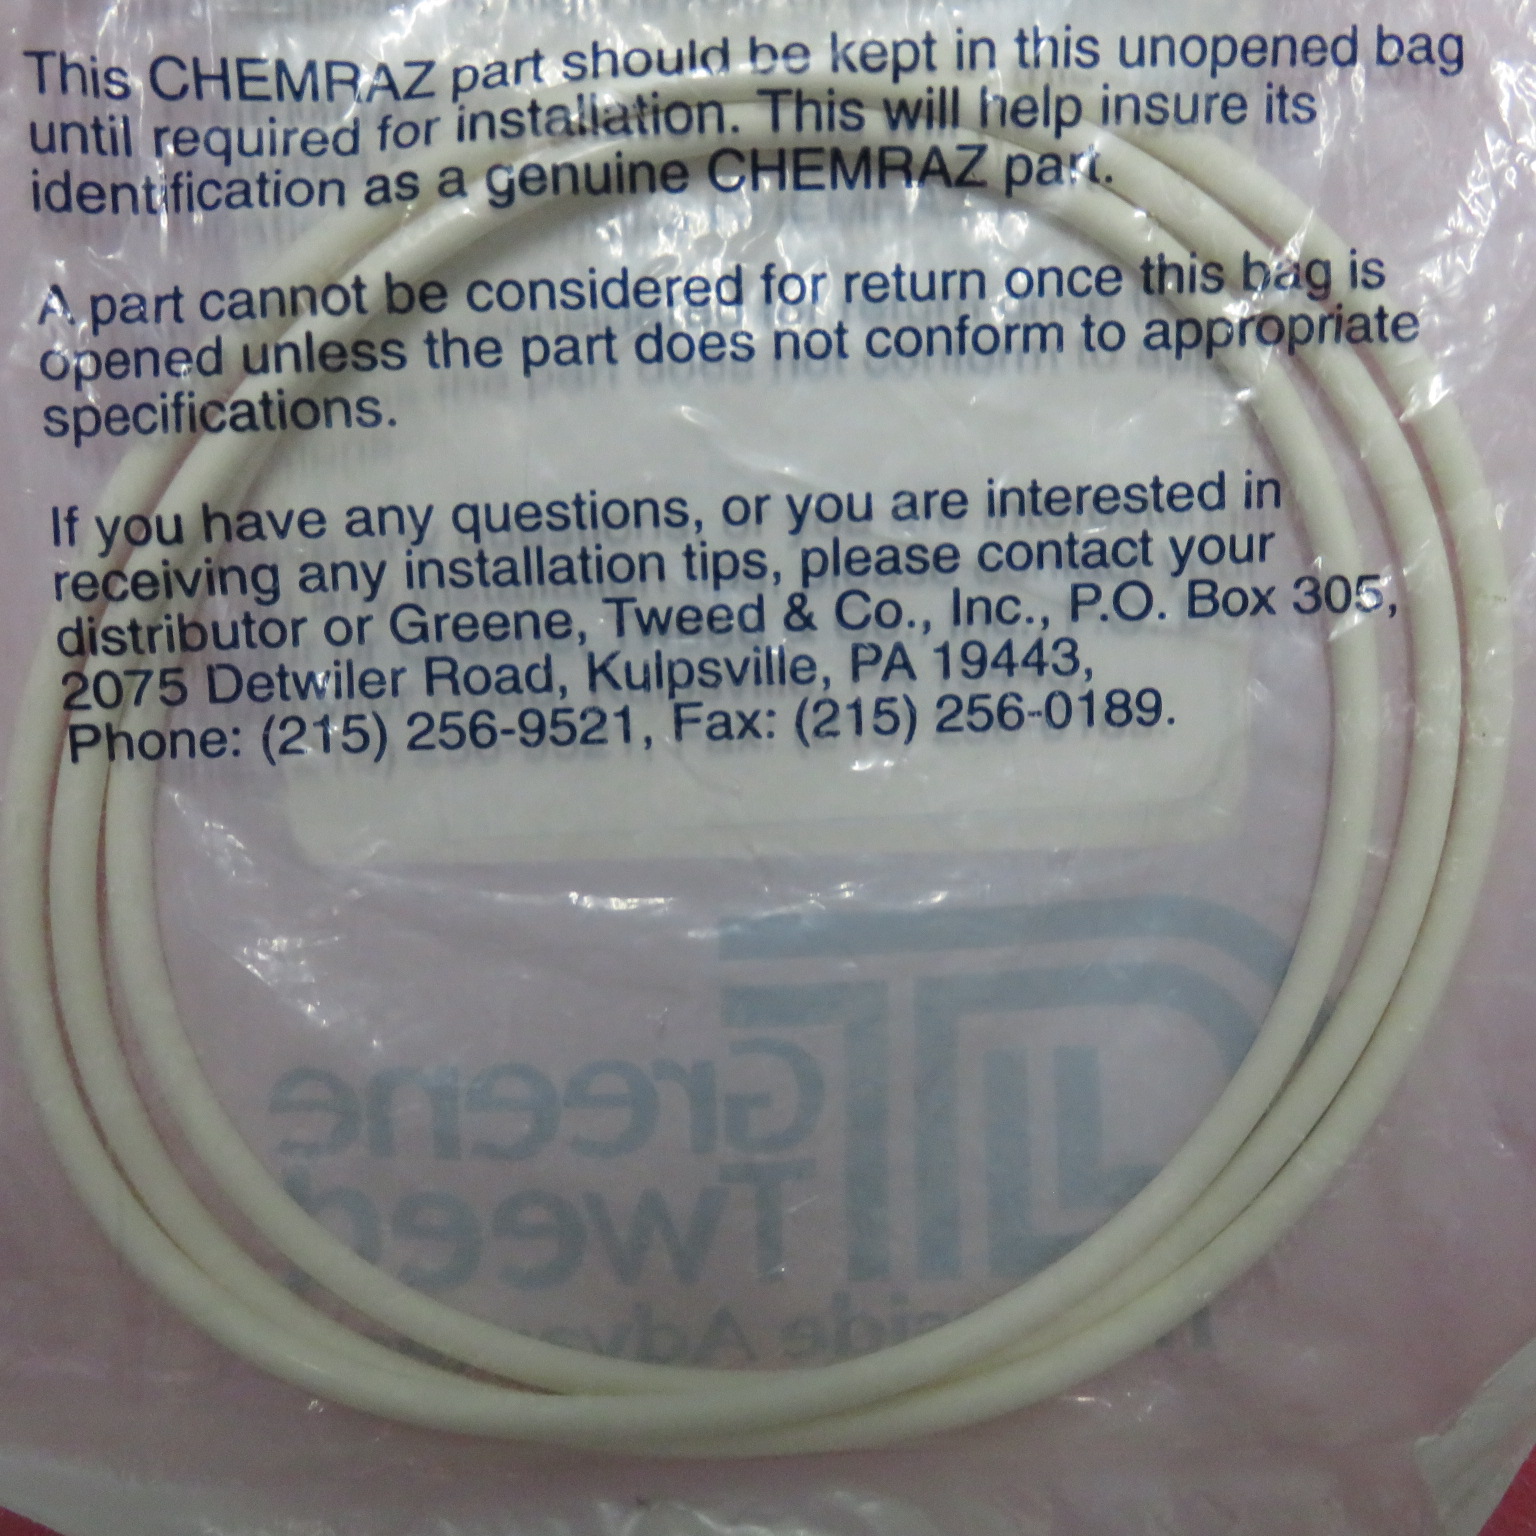 This CHEMRAZ part should be kept in this unopened bag
until required for installation. This will help insure its
identification as a genuine CHEMRAZ part.
A part cannot be considered for return once this bag is
opened unless the part does not conform to appropriate
specifications.
If you have any questions, or you are interested in
receiving any installation tips, please contact your
distributor or Greene, Tweed & Co., Inc., P.O. Box 305,
2075 Detwiler Road, Kulpsville, PA 19443,
Phone: (215) 256-9521, Fax: (215) 256-0189.
Greene
Tweed